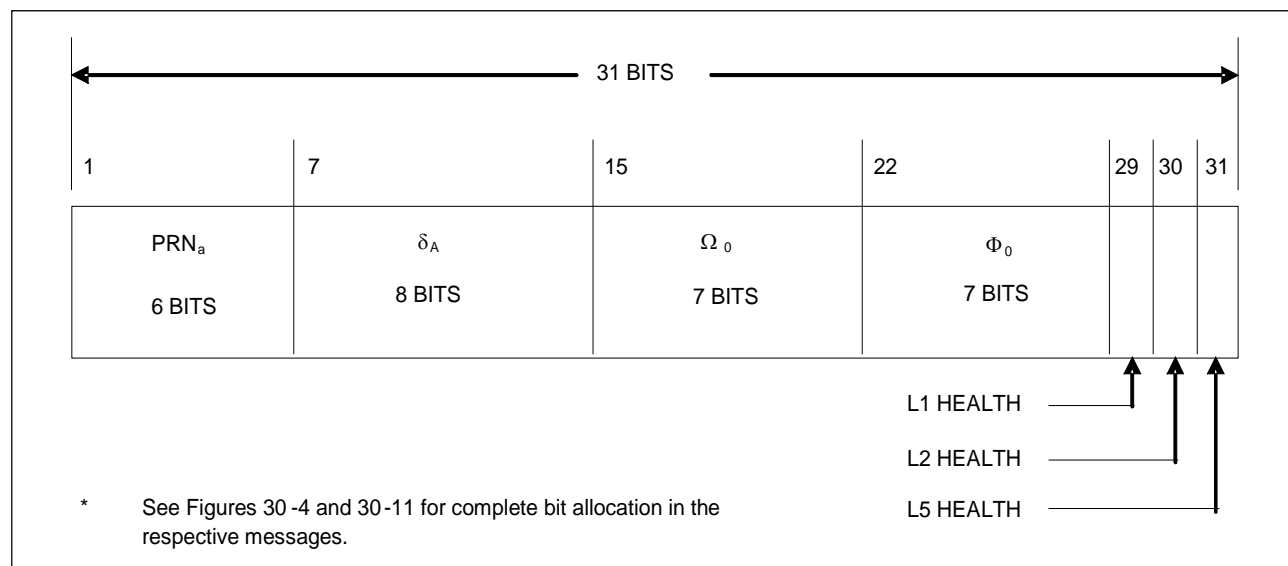 31 BITS
1 7 15 22 29 30 31
PRNa δA Ω 0 Φ0
6 BITS 8 BITS 7 BITS 7 BITS
L1 HEALTH
L2 HEALTH
L5 HEALTH
* See Figures 30 -4 and 30 -11 for complete bit allocation in the
respective messages.